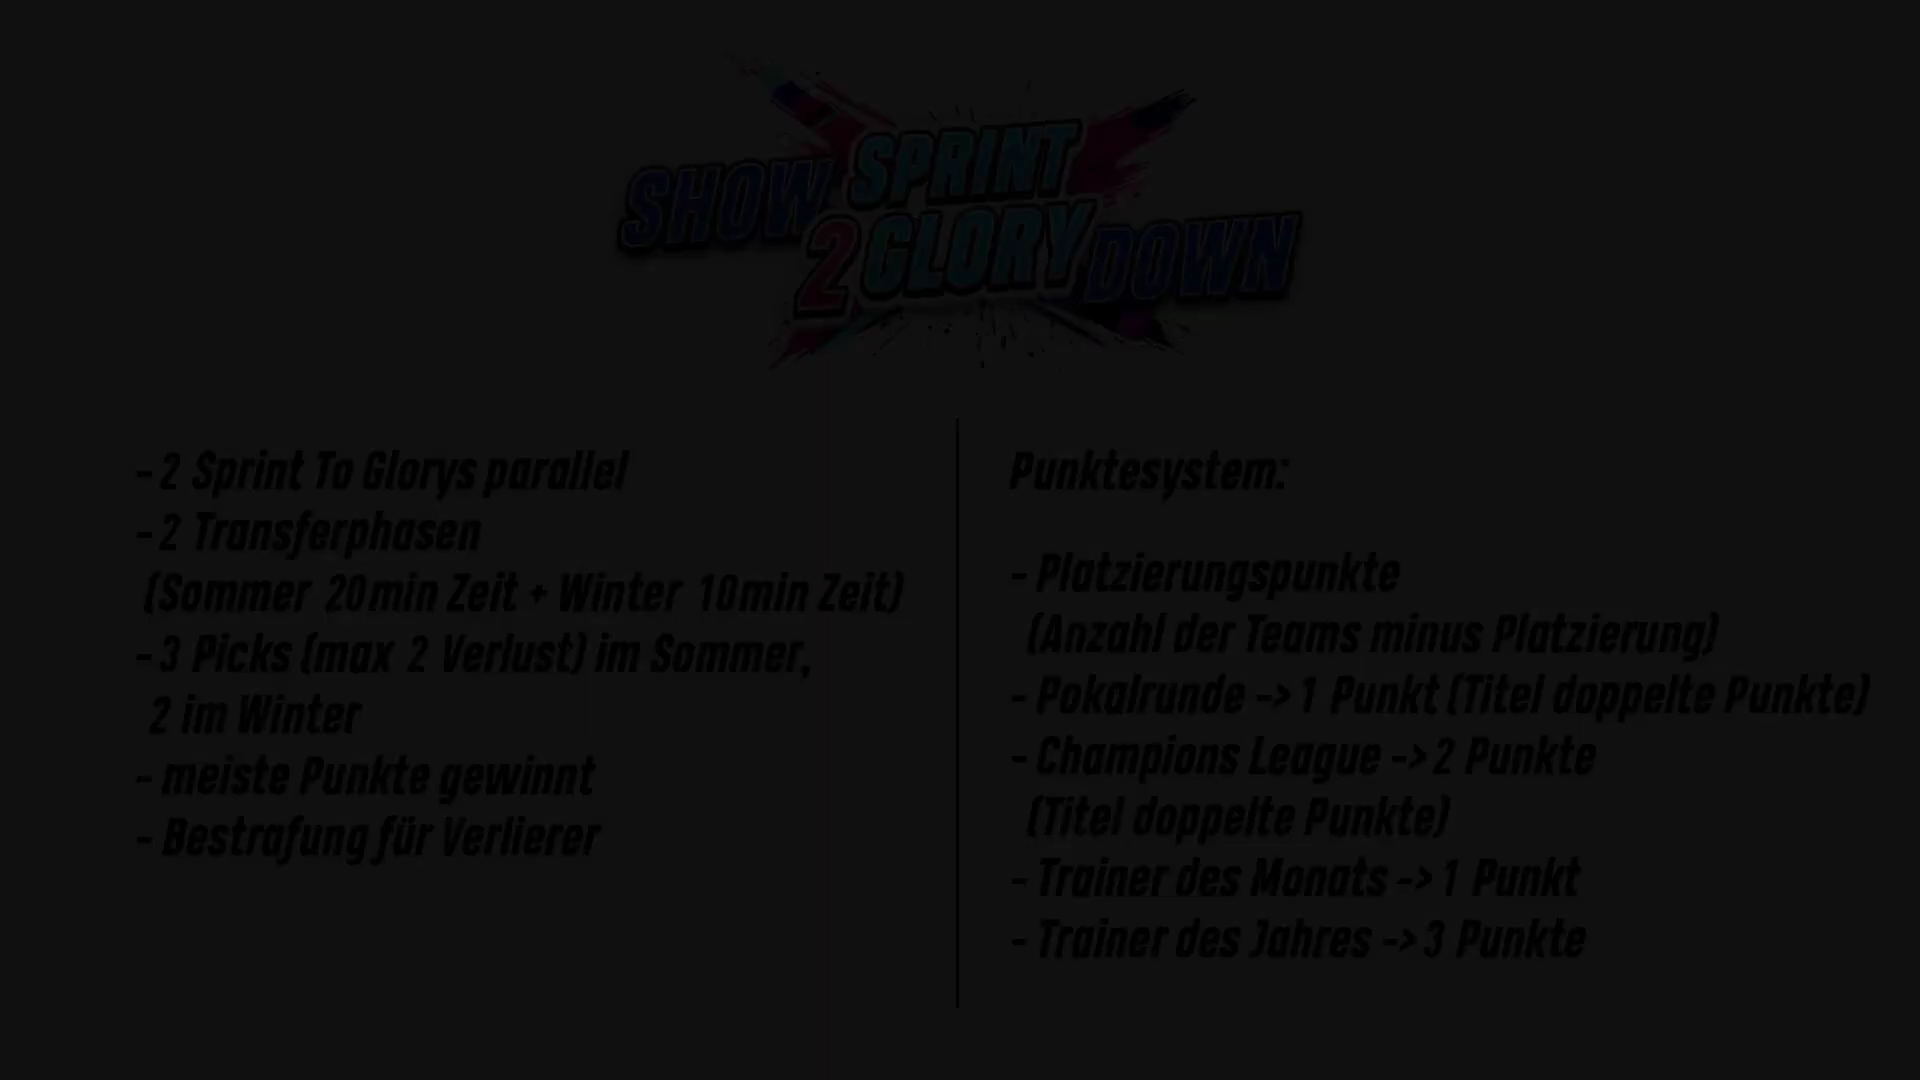 SHOW SPRINT
2 GLORY DOWN
- 2 Sprint To Glorys parallel
- 2 Transferphasen
(Sommer 20min Zeit + Winter 10min Zeit)
- 3 Picks (max 2 Verlust) im Sommer,
2 im Winter
- meiste Punkte gewinnt
- Bestrafung für Verlierer
Punktesystem:
- Platzierungspunkte
(Anzahl der Teams minus Platzierung)
- Pokalrunde -> 1 Punkt (Titel doppelte Punkte)
- Champions League -> 2 Punkte
(Titel doppelte Punkte)
- Trainer des Monats -> 1 Punkt
- Trainer des Jahres -> 3 Punkte